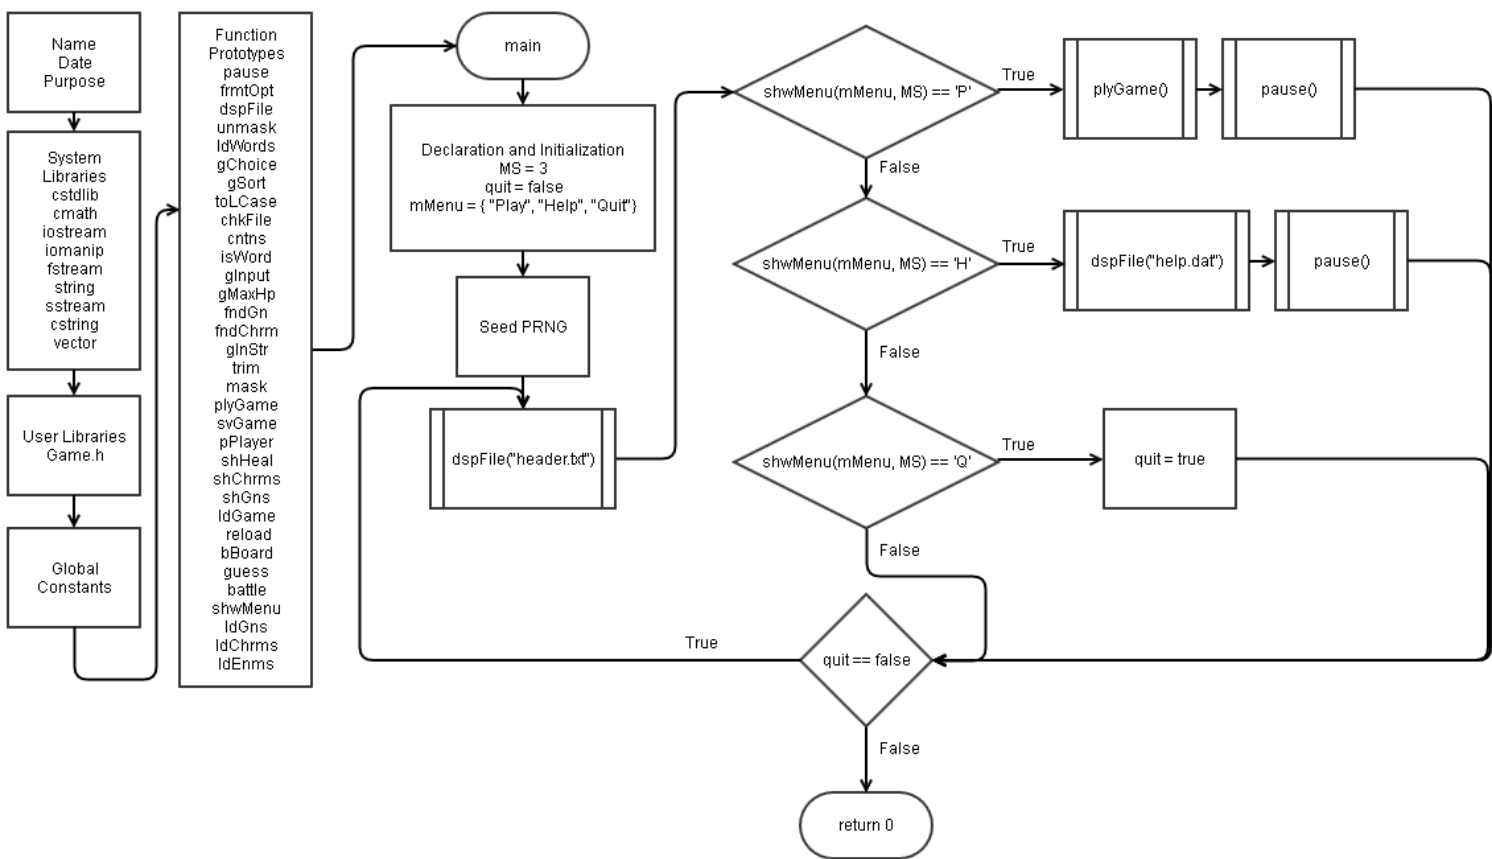 Name
Date
Purpose
System
Libraries
cstdlib
cmath
iostream
iomanip
fstream
string
sstream
cstring
vector
User Libraries
Game.h
Global
Constants
Function
Prototypes
pause
frmtOpt
dspFile
unmask
ldWords
gChoice
gSort
toLCase
chkFile
cntns
isWord
gInput
gMaxHp
fndGn
fndChrm
gInStr
trim
mask
plyGame
svGame
pPlayer
shHeal
shChrms
shGns
ldGame
reload
bBoard
guess
battle
shwMenu
ldGns
ldChrms
ldEnms
main
Declaration and Initialization
MS = 3
quit = false
mMenu = { "Play", "Help", "Quit"}
Seed PRNG
dspFile("header.txt")
shwMenu(mMenu, MS) == 'P'
True
plyGame()
pause()
False
shwMenu(mMenu, MS) == 'H'
True
dspFile("help.dat")
pause()
False
shwMenu(mMenu, MS) == 'Q'
True
quit = true
False
quit == false
True
False
return 0